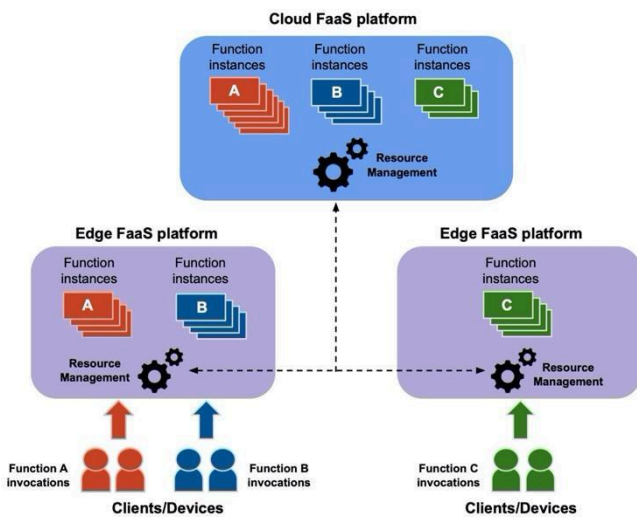 Cloud FaaS platform
Function
instances
Function
instances
Function
instances
A
B
C
Resource
Management
Edge FaaS platform
Function
instances
Function
instances
A
B
Resource
Management
Edge FaaS platform
Function
instances
C
Resource
Management
Function A
invocations
Function B
invocations
Clients/Devices
Function C
invocations
Clients/Devices